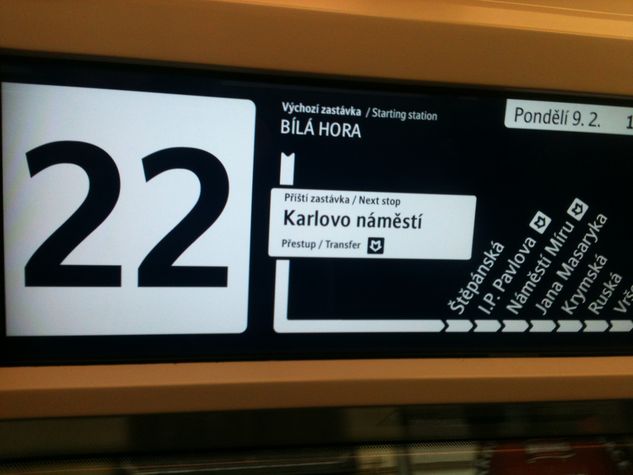 22
Výchozí zastávka / Starting station
BÍLÁ HORA
Pondělí 9. 2.
Příští zastávka / Next stop
Karlovo náměstí
Přestup / Transfer
Štěpánská
I.P. Pavlova
Náměstí Míru
Jana Masaryka
Krymská
Ruská